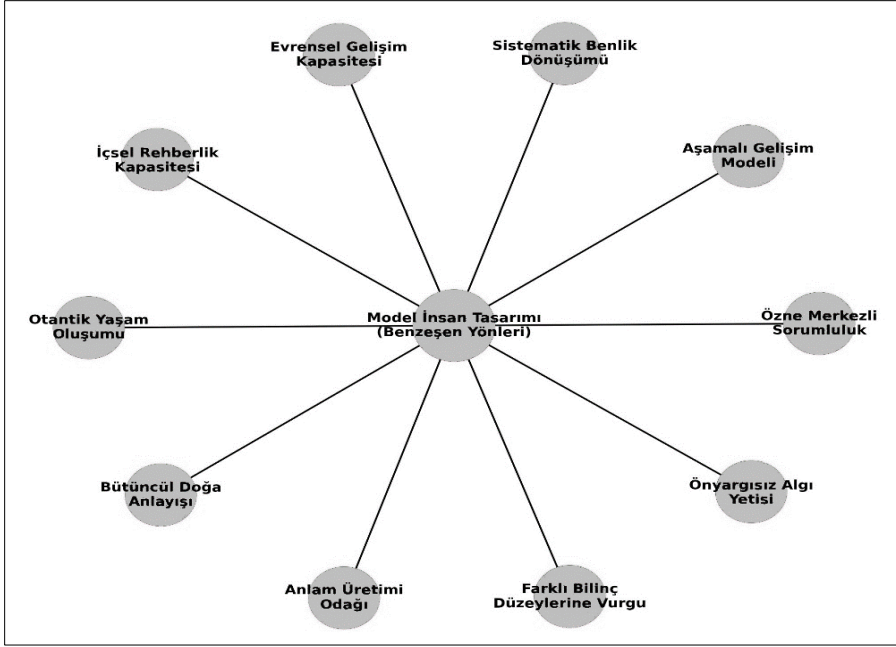 Evrensel Gelişim
Kapasitesi
Sistematik Benlik
Dönüşümü
İçsel Rehberlik
Kapasitesi
Aşamalı Gelişim
Modeli
Otantik Yaşam
Oluşumu
Model İnsan Tasarımı
(Benzeşen Yönleri)
Özne Merkezli
Sorumluluk
Bütüncül Doğa
Anlayışı
Önyargısız Algı
Yetisi
Anlam Üretimi
Odağı
Farklı Bilinç
Düzeylerine Vurgu